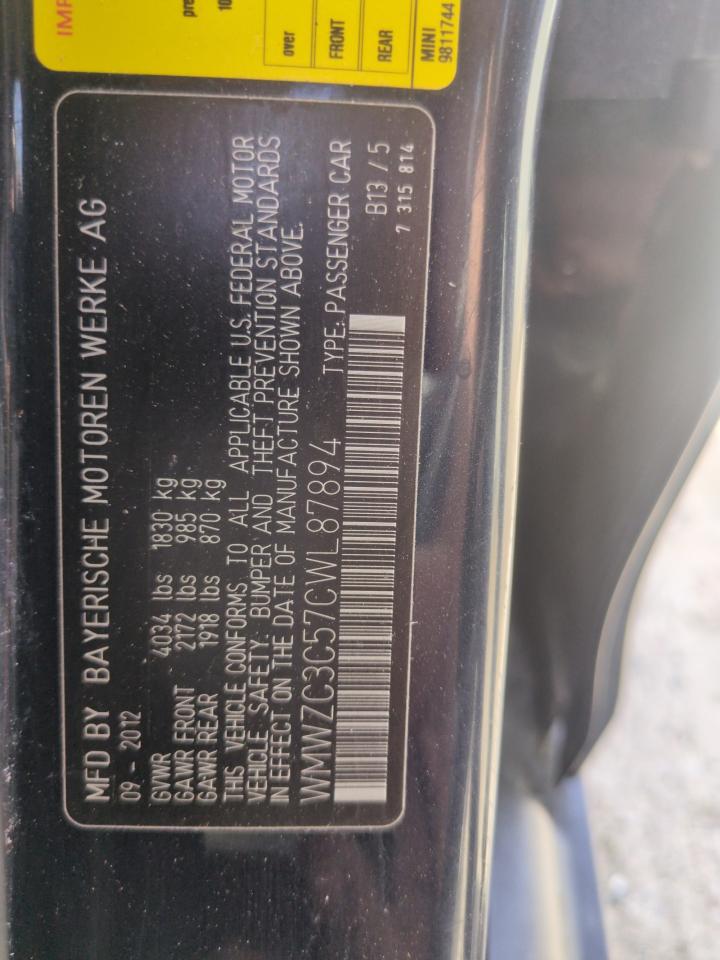 IMP
pre
10
over
FRONT
REAR
MINI
9811744
MFD BY BAYERISCHE MOTOREN WERKE AG
09 - 2012
GVWR 4034 lbs 1830 kg
GAWR FRONT 2172 lbs 985 kg
GAWR REAR 1918 lbs 870 kg
THIS VEHICLE CONFORMS TO ALL APPLICABLE U.S. FEDERAL MOTOR
VEHICLE SAFETY, BUMPER AND THEFT PREVENTION STANDARDS
IN EFFECT ON THE DATE OF MANUFACTURE SHOWN ABOVE.
WMWZC3C57CWL87894 TYPE: PASSENGER CAR
B13 / 5
7 315 814